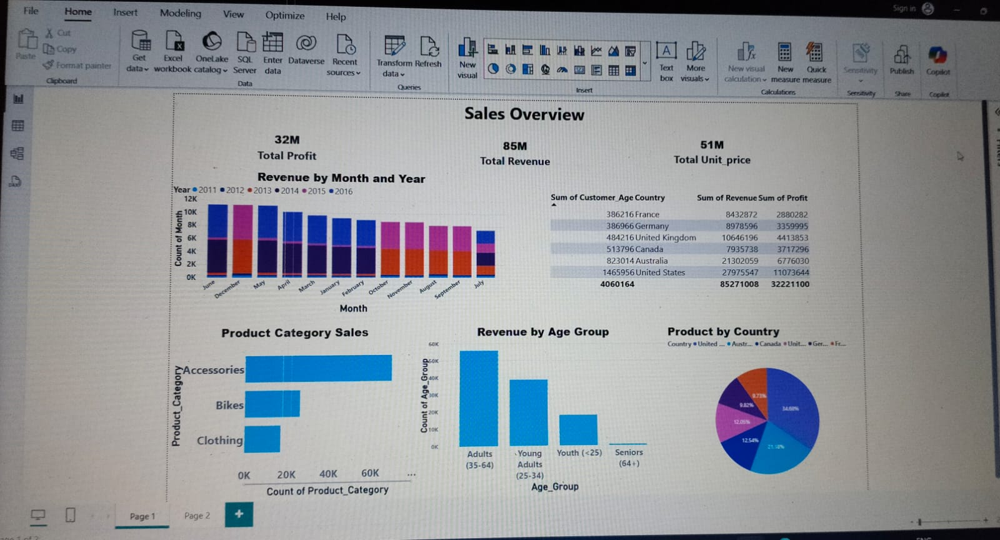 File Home Insert Modeling View Optimize Help
Sign in
Paste
Cut
Copy
Format painter
Clipboard
Get data
Excel workbook
OneLake catalog
SQL Server
Enter data
Dataverse
Recent sources
Data
Transform data
Refresh
Queries
New visual
Text box
More visuals
Insert
New visual calculation
New measure
Quick measure
Calculations
Sensitivity
Sensitivity
Publish
Share
Copilot
Copilot
Sales Overview
32M
Total Profit
85M
Total Revenue
51M
Total Unit_price
Revenue by Month and Year
Year 2011 2012 2013 2014 2015 2016
Count of Month
12K
10K
8K
6K
4K
2K
0K
June December May April March January February October November August September July
Month
Sum of Customer_Age Country Sum of Revenue Sum of Profit
386216 France 8432872 2880282
386966 Germany 8978596 3359995
484216 United Kingdom 10646196 4413853
513796 Canada 7935738 3717296
823014 Australia 21302059 6776030
1465956 United States 27975547 11073644
4060164 85271008 32221100
Product Category Sales
Product_Category
Accessories
Bikes
Clothing
0K 20K 40K 60K ...
Count of Product_Category
Revenue by Age Group
Count of Age_Group
60K
50K
40K
30K
20K
10K
0K
Adults (35-64)
Young Adults (25-34)
Youth (<25)
Seniors (64+)
Age_Group
Product by Country
Country United ... Austr... Canada Unit... Ger... Fr...
9.73%
34.68%
9.82%
12.05%
12.54%
Page 1
Page 2
+